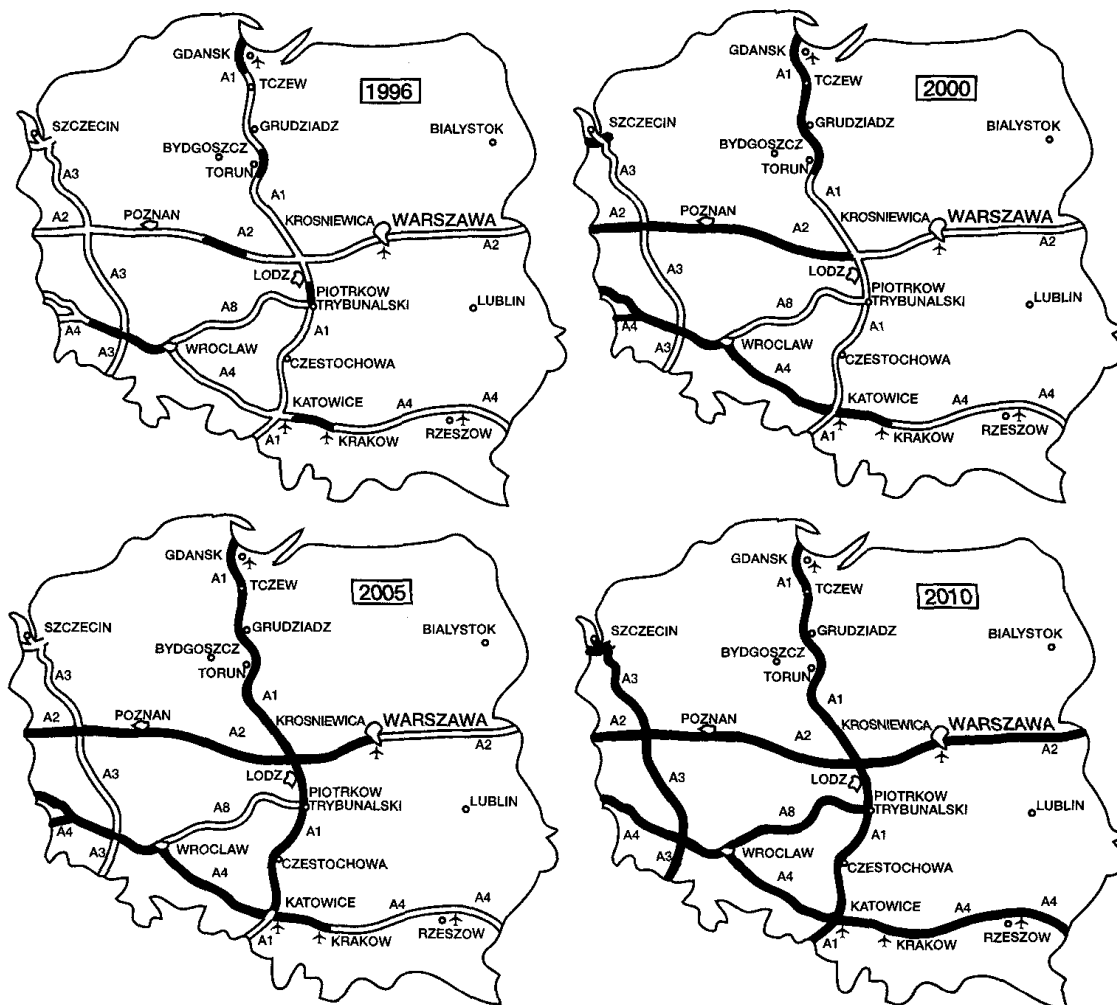 GDANSK
A1
TCZEW
1996
SZCZECIN
GRUDZIADZ
BIALYSTOK
BYDGOSZCZ
TORUN
A3
A1
A2
POZNAN
KROSNIEWICA
WARSZAWA
A2
A2
LODZ
A3
PIOTRKOW
TRYBUNALSKI
A8
LUBLIN
A4
A1
A3
WROCLAW
CZESTOCHOWA
A4
KATOWICE
A4
A4
A1
KRAKOW
RZESZOW
GDANSK
A1
TCZEW
2000
SZCZECIN
GRUDZIADZ
BIALYSTOK
BYDGOSZCZ
TORUN
A3
A1
A2
POZNAN
KROSNIEWICA
WARSZAWA
A2
A2
LODZ
A3
PIOTRKOW
TRYBUNALSKI
A8
LUBLIN
A4
A1
A3
WROCLAW
CZESTOCHOWA
A4
KATOWICE
A4
A4
A1
KRAKOW
RZESZOW
GDANSK
A1
TCZEW
2005
SZCZECIN
GRUDZIADZ
BIALYSTOK
BYDGOSZCZ
TORUN
A3
A1
A2
POZNAN
KROSNIEWICA
WARSZAWA
A2
A2
LODZ
A3
PIOTRKOW
TRYBUNALSKI
A8
LUBLIN
A4
A1
A3
WROCLAW
CZESTOCHOWA
A4
KATOWICE
A4
A4
A1
KRAKOW
RZESZOW
GDANSK
A1
TCZEW
2010
SZCZECIN
GRUDZIADZ
BIALYSTOK
BYDGOSZCZ
TORUN
A3
A1
A2
POZNAN
KROSNIEWICA
WARSZAWA
A2
A2
LODZ
A3
PIOTRKOW
TRYBUNALSKI
A8
LUBLIN
A4
A1
A3
WROCLAW
CZESTOCHOWA
A4
KATOWICE
A4
A4
A1
KRAKOW
RZESZOW